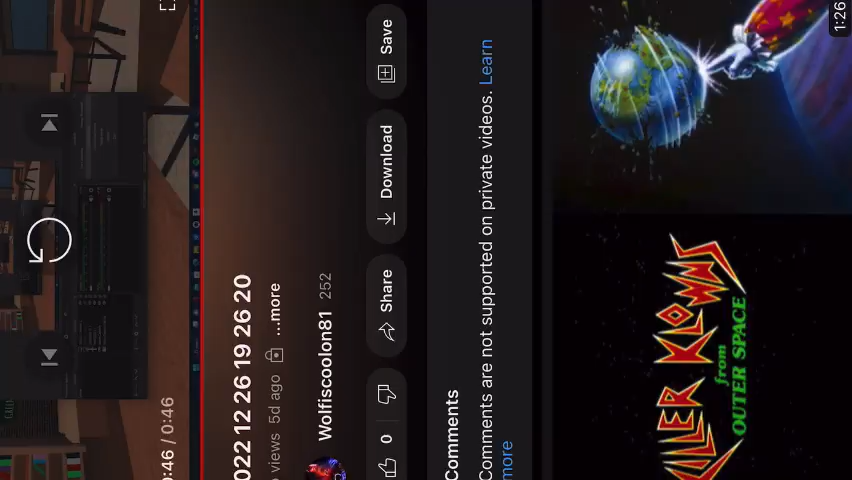 0:46 / 0:46
022 12 26 19 26 20
views 5d ago ...more
Wolfiscoolon81 252
0 Share Download Save
Comments
Comments are not supported on private videos. Learn
more
KILLER KLOWNS
from
OUTER SPACE
1:26